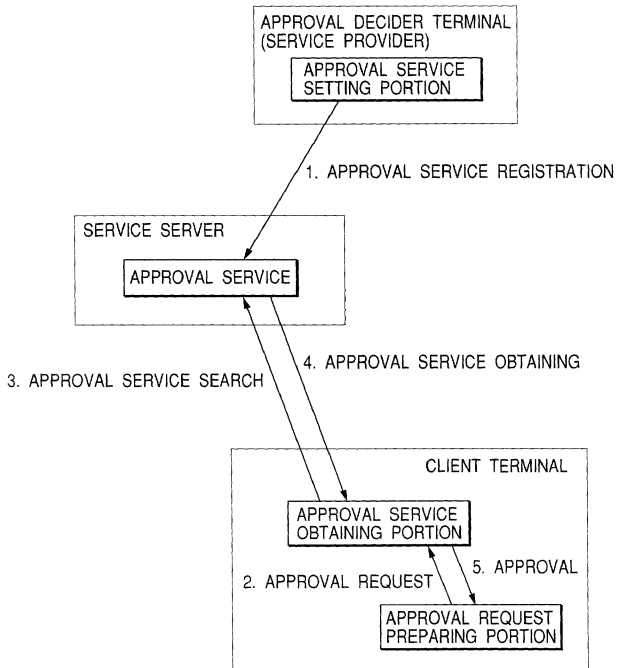 APPROVAL DECIDER TERMINAL
(SERVICE PROVIDER)
APPROVAL SERVICE
SETTING PORTION
1. APPROVAL SERVICE REGISTRATION
SERVICE SERVER
APPROVAL SERVICE
4. APPROVAL SERVICE OBTAINING
3. APPROVAL SERVICE SEARCH
CLIENT TERMINAL
APPROVAL SERVICE
OBTAINING PORTION
5. APPROVAL
2. APPROVAL REQUEST
APPROVAL REQUEST
PREPARING PORTION